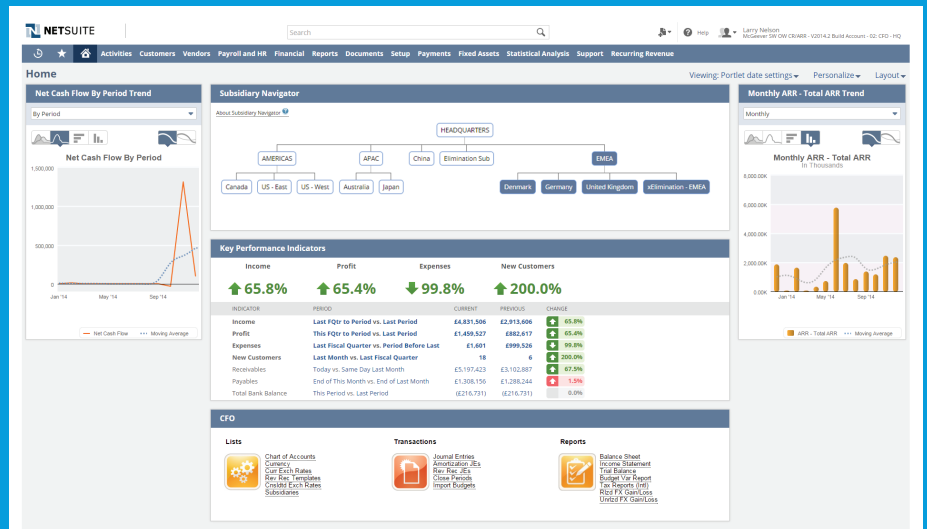 NETSUITE
Search
Help
Larry Nelson
McGeever SW OW CR/ARR - V2014.2 Build Account - 02: CFO - HQ
Activities Customers Vendors Payroll and HR Financial Reports Documents Setup Payments Fixed Assets Statistical Analysis Support Recurring Revenue
Home
Viewing: Portlet date settings Personalize Layout
Net Cash Flow By Period Trend
By Period
Net Cash Flow By Period
1,500,000
1,000,000
500,000
0
Jan '14 May '14 Sep '14
Net Cash Flow Moving Average
Subsidiary Navigator
About Subsidiary Navigator
HEADQUARTERS
AMERICAS APAC China Elimination Sub EMEA
Canada US - East US - West Australia Japan Denmark Germany United Kingdom xElimination - EMEA
Key Performance Indicators
Income Profit Expenses New Customers
65.8% 65.4% 99.8% 200.0%
INDICATOR PERIOD CURRENT PREVIOUS CHANGE
Income Last FQtr to Period vs. Last Period £4,831,506 £2,913,606 65.8%
Profit This FQtr to Period vs. Last Period £1,459,527 £882,617 65.4%
Expenses Last Fiscal Quarter vs. Period Before Last £1,601 £999,526 99.8%
New Customers Last Month vs. Last Fiscal Quarter 18 6 200.0%
Receivables Today vs. Same Day Last Month £5,197,423 £3,102,887 67.5%
Payables End of This Month vs. End of Last Month £1,308,156 £1,288,244 1.5%
Total Bank Balance This Period vs. Last Period (£216,731) (£216,731) 0.0%
CFO
Lists
Chart of Accounts
Currency
Curr Exch Rates
Rev Rec Templates
Cnsldtd Exch Rates
Subsidiaries
Transactions
Journal Entries
Amortization JEs
Rev Rec JEs
Close Periods
Import Budgets
Reports
Balance Sheet
Income Statement
Trial Balance
Budget Var Report
Tax Reports (Intl)
Rlzd FX Gain/Loss
Unrlzd FX Gain/Loss
Monthly ARR - Total ARR Trend
Monthly
Monthly ARR - Total ARR
In Thousands
8,000.00K
6,000.00K
4,000.00K
2,000.00K
0.00K
Jan '14 May '14 Sep '14
ARR - Total ARR Moving Average